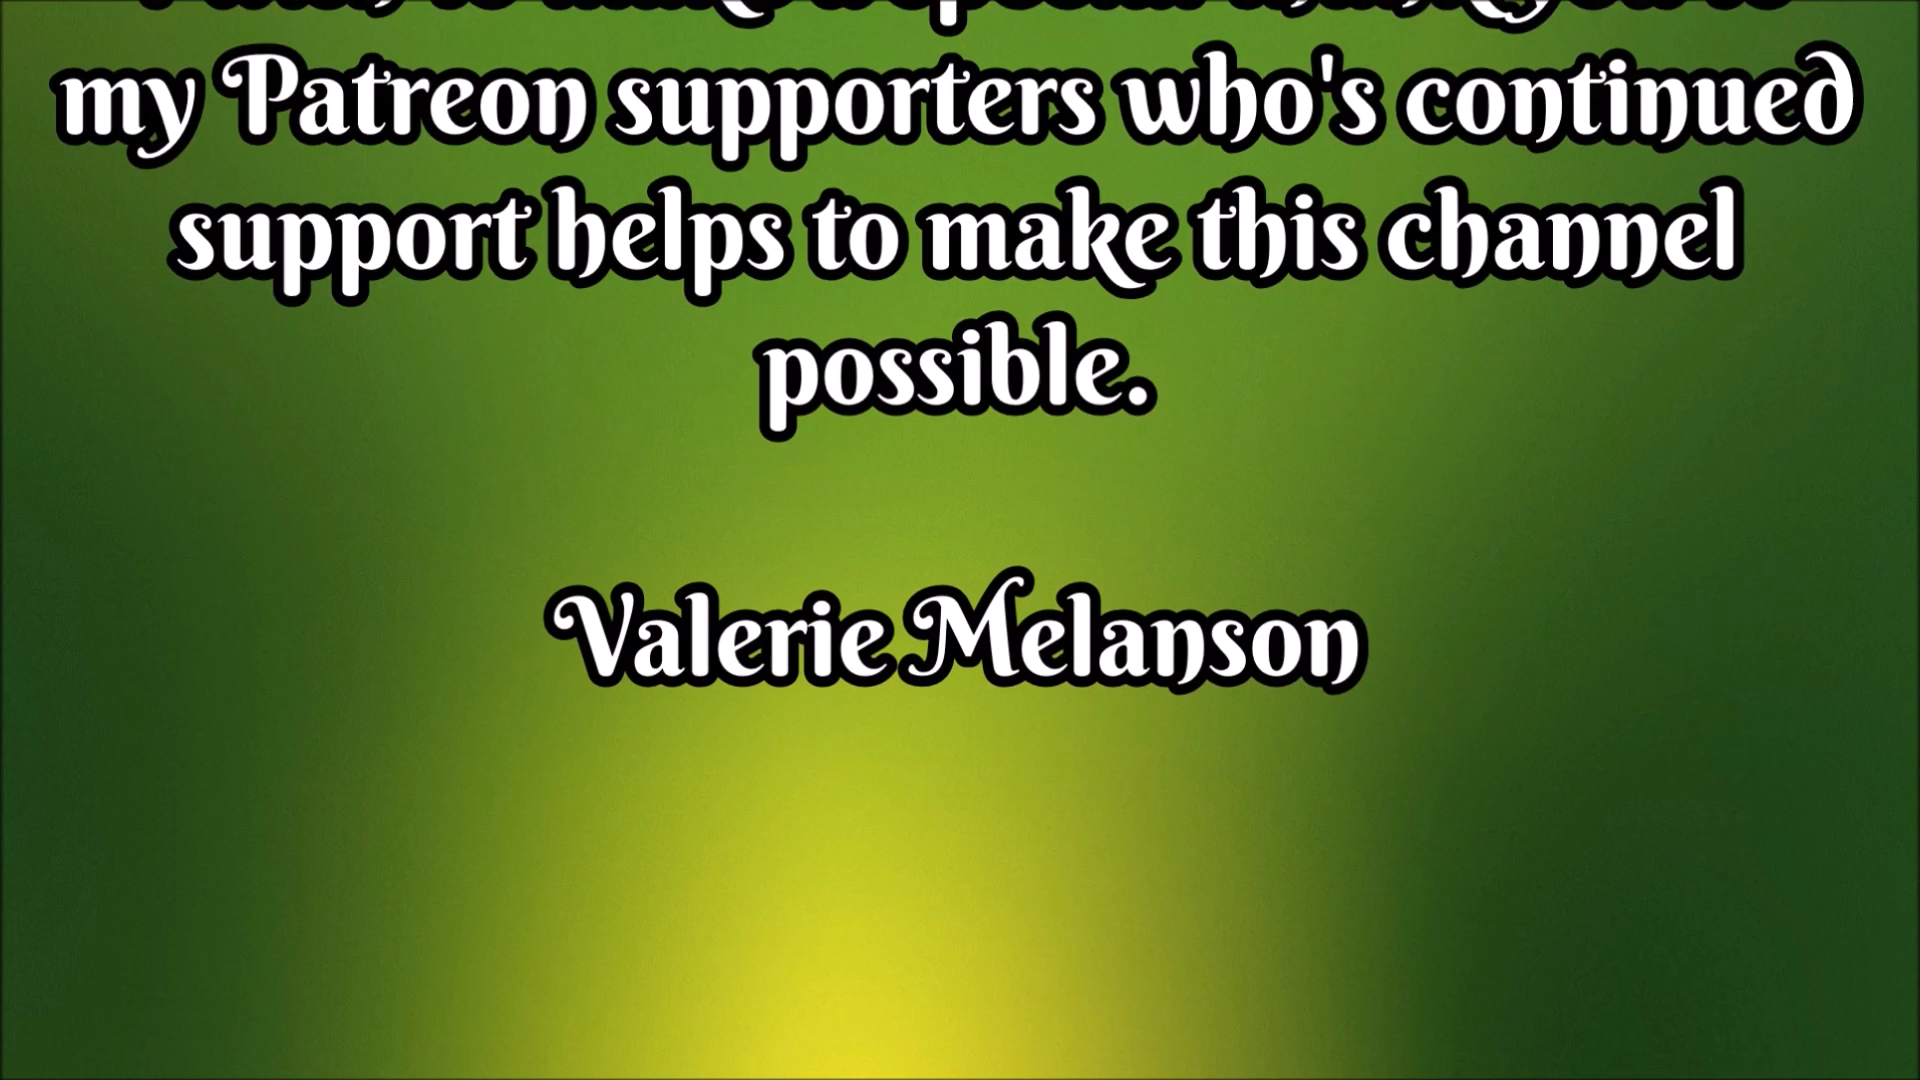 my Patreon supporters who's continued
support helps to make this channel
possible.
Valerie Melanson